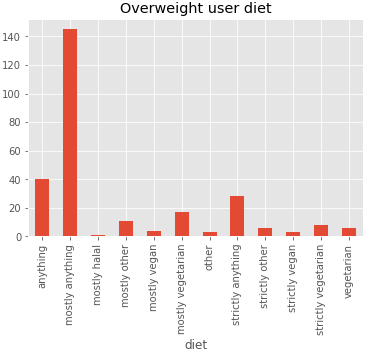 Overweight user diet
140
120
100
80
60
40
20
0
anything
mostly anything
mostly halal
mostly other
mostly vegan
mostly vegetarian
other
strictly anything
strictly other
strictly vegan
strictly vegetarian
vegetarian
diet